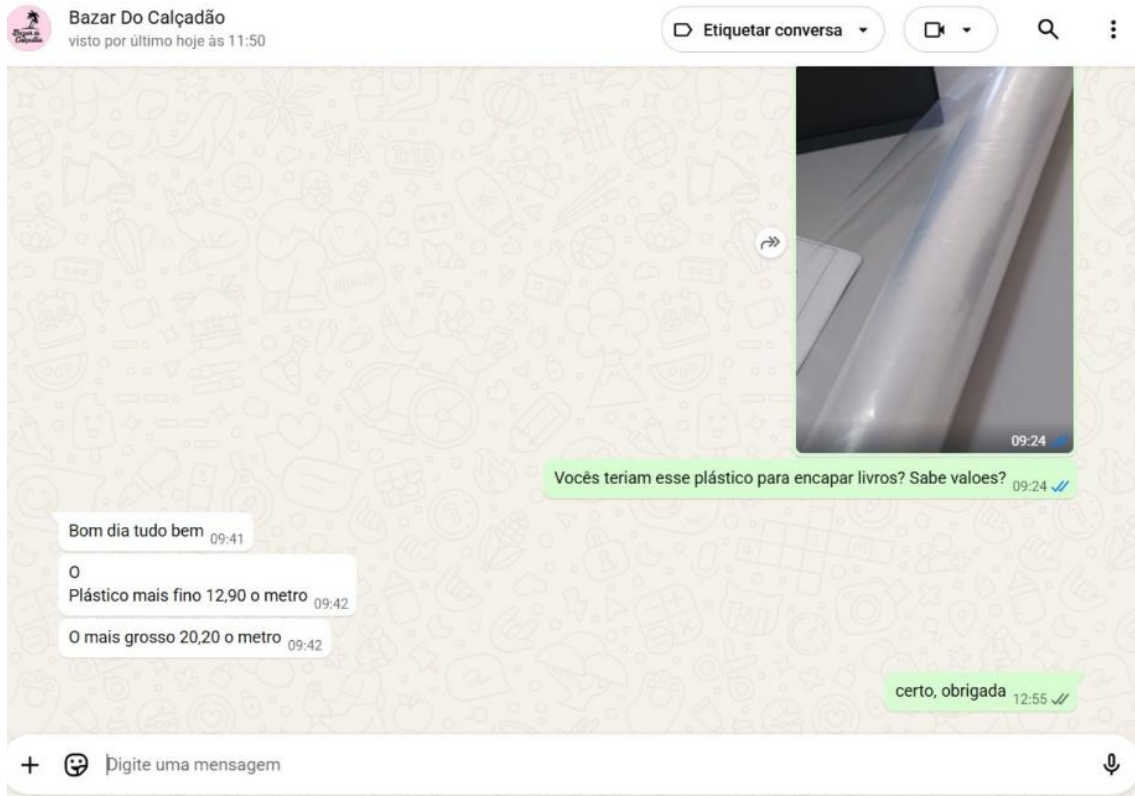 Bazar Do Calçadão
visto por último hoje às 11:50
Etiquetar conversa
09:24
Vocês teriam esse plástico para encapar livros? Sabe valoes? 09:24
Bom dia tudo bem 09:41
O
Plástico mais fino 12,90 o metro 09:42
O mais grosso 20,20 o metro 09:42
certo, obrigada 12:55
Digite uma mensagem